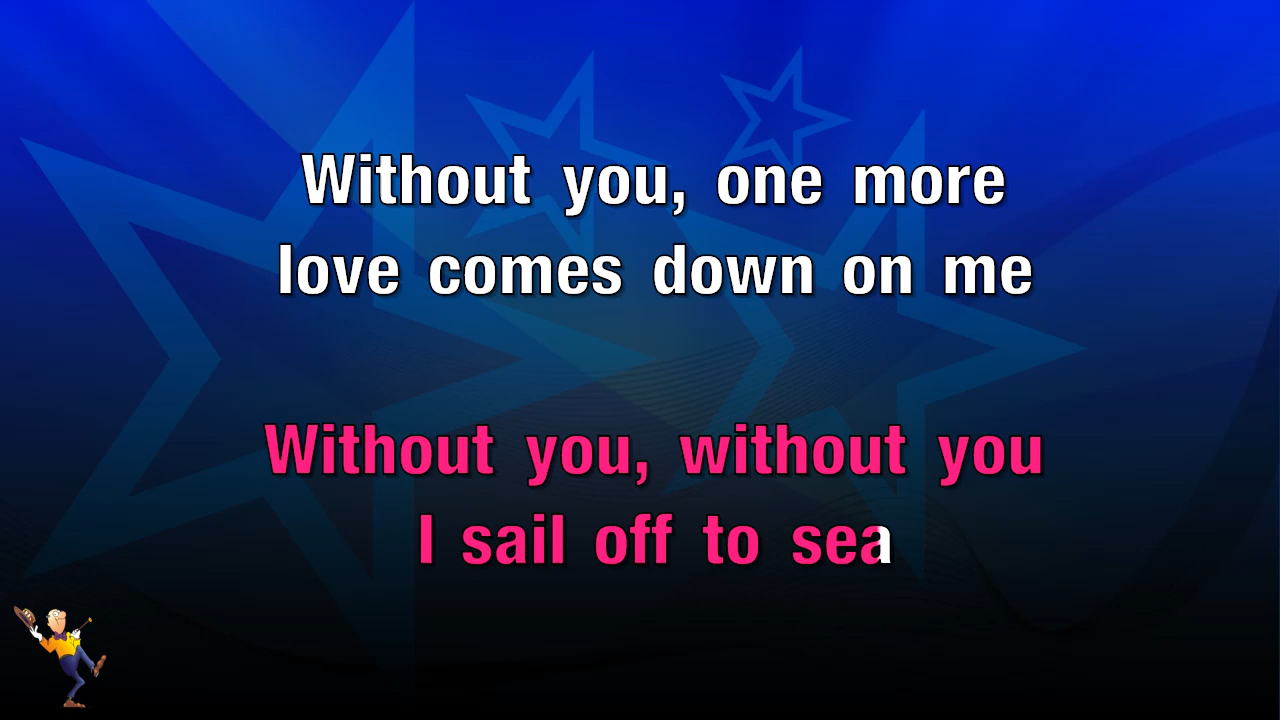 Without you, one more
love comes down on me
Without you, without you
I sail off to sea